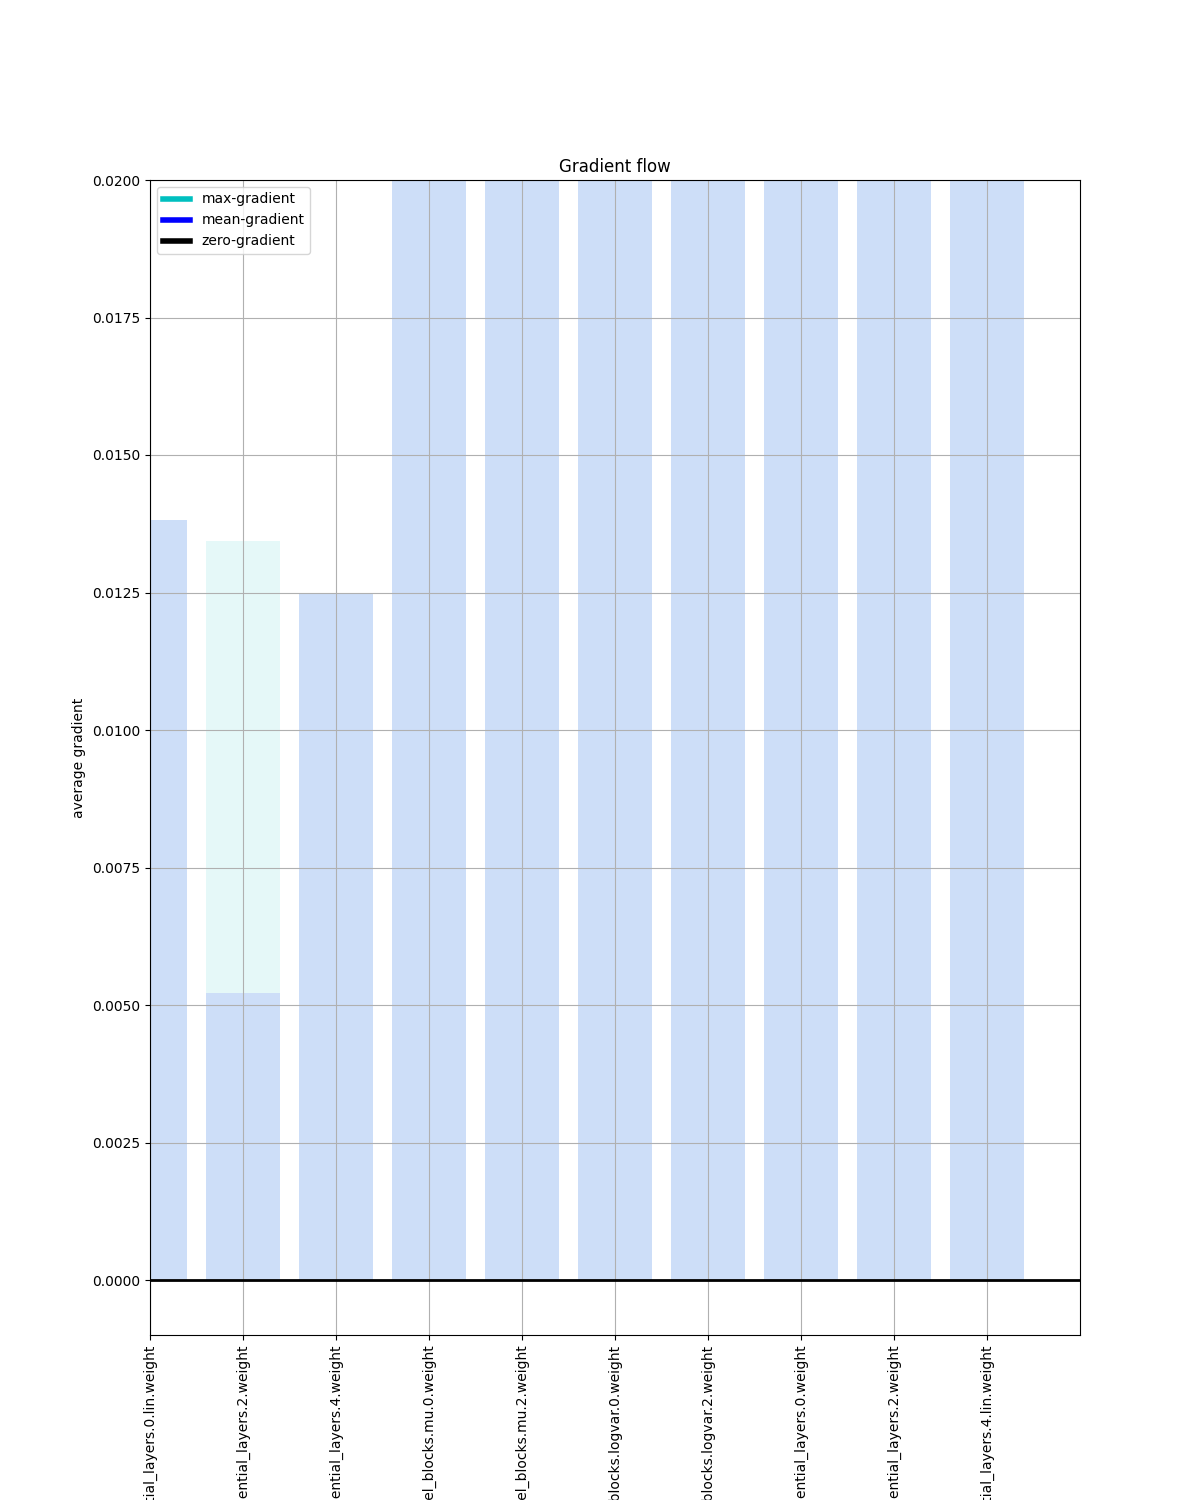 Gradient flow
max-gradient
mean-gradient
zero-gradient
0.0200
0.0175
0.0150
0.0125
0.0100
0.0075
0.0050
0.0025
0.0000
average gradient
tial_layers.0.lin.weight
ential_layers.2.weight
ential_layers.4.weight
el_blocks.mu.0.weight
el_blocks.mu.2.weight
blocks.logvar.0.weight
blocks.logvar.2.weight
ential_layers.0.weight
ential_layers.2.weight
tial_layers.4.lin.weight